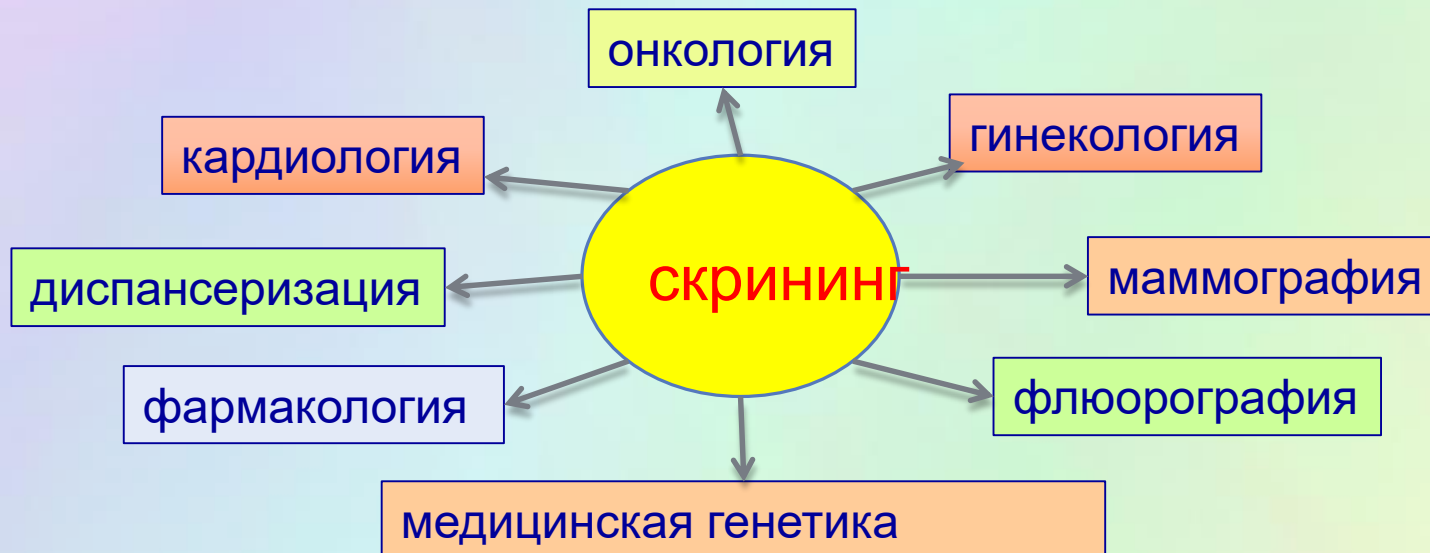 онкология
гинекология
кардиология
скрининг
маммография
диспансеризация
флюорография
фармакология
медицинская генетика